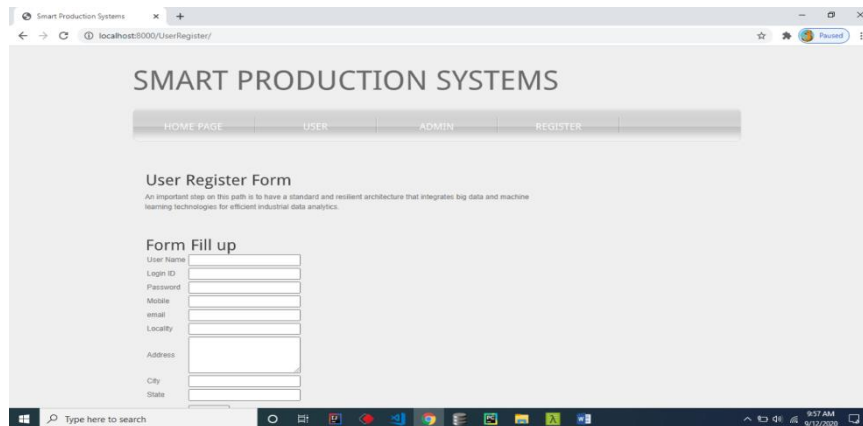 Smart Production Systems
localhost:8000/UserRegister/
Paused
SMART PRODUCTION SYSTEMS
HOME PAGE USER ADMIN REGISTER
User Register Form
An important step on this path is to have a standard and resilient architecture that integrates big data and machine
learning technologies for efficient industrial data analytics.
Form Fill up
User Name
Login ID
Password
Mobile
email
Locality
Address
City
State
Type here to search
9:57 AM
9/12/2020